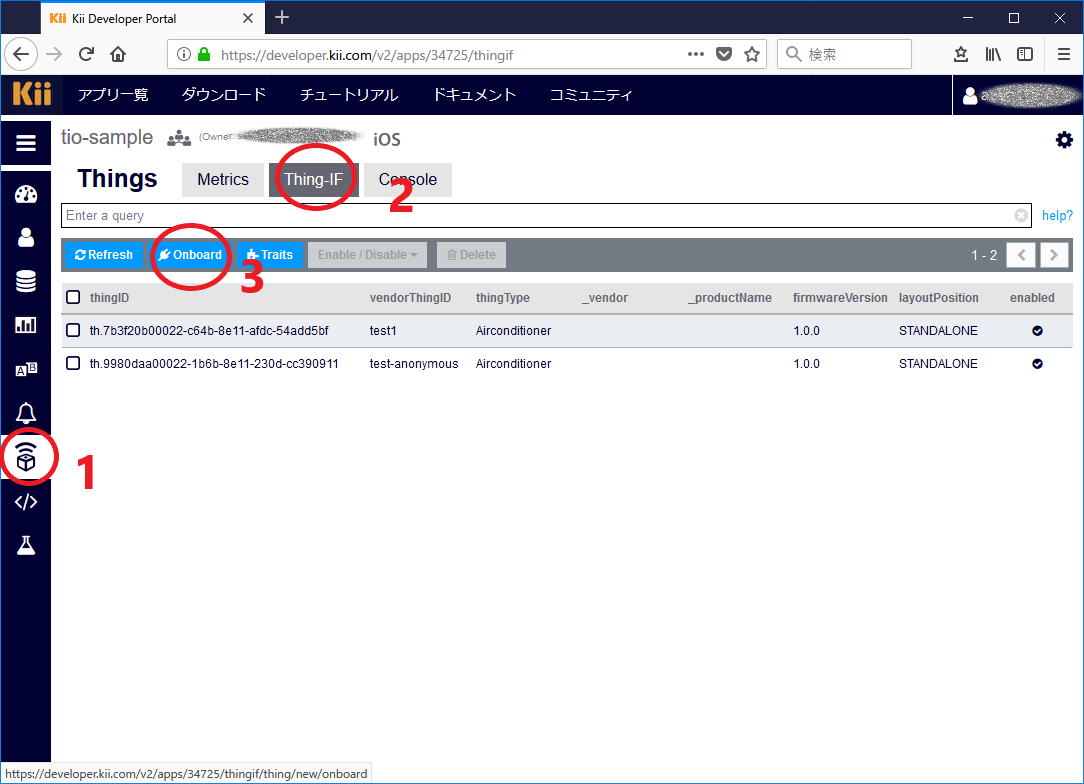 Kii Kii Developer Portal
https://developer.kii.com/v2/apps/34725/thingif
検索
Kii アプリ一覧 ダウンロード チュートリアル ドキュメント コミュニティ
tio-sample (Owner: iOS
Things Metrics Thing-IF Console
2
Enter a query help?
Refresh Onboard Traits Enable / Disable Delete 1 - 2
3
thingID vendorThingID thingType _vendor _productName firmwareVersion layoutPosition enabled
th.7b3f20b00022-c64b-8e11-afdc-54add5bf test1 Airconditioner 1.0.0 STANDALONE
th.9980daa00022-1b6b-8e11-230d-cc390911 test-anonymous Airconditioner 1.0.0 STANDALONE
A B
1
https://developer.kii.com/v2/apps/34725/thingif/thing/new/onboard